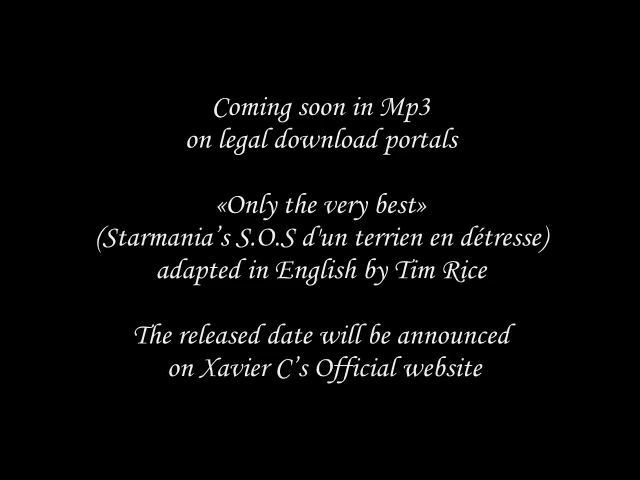 Coming soon in Mp3
on legal download portals
«Only the very best»
(Starmania’s S.O.S d'un terrien en détresse)
adapted in English by Tim Rice
The released date will be announced
on Xavier C’s Official website